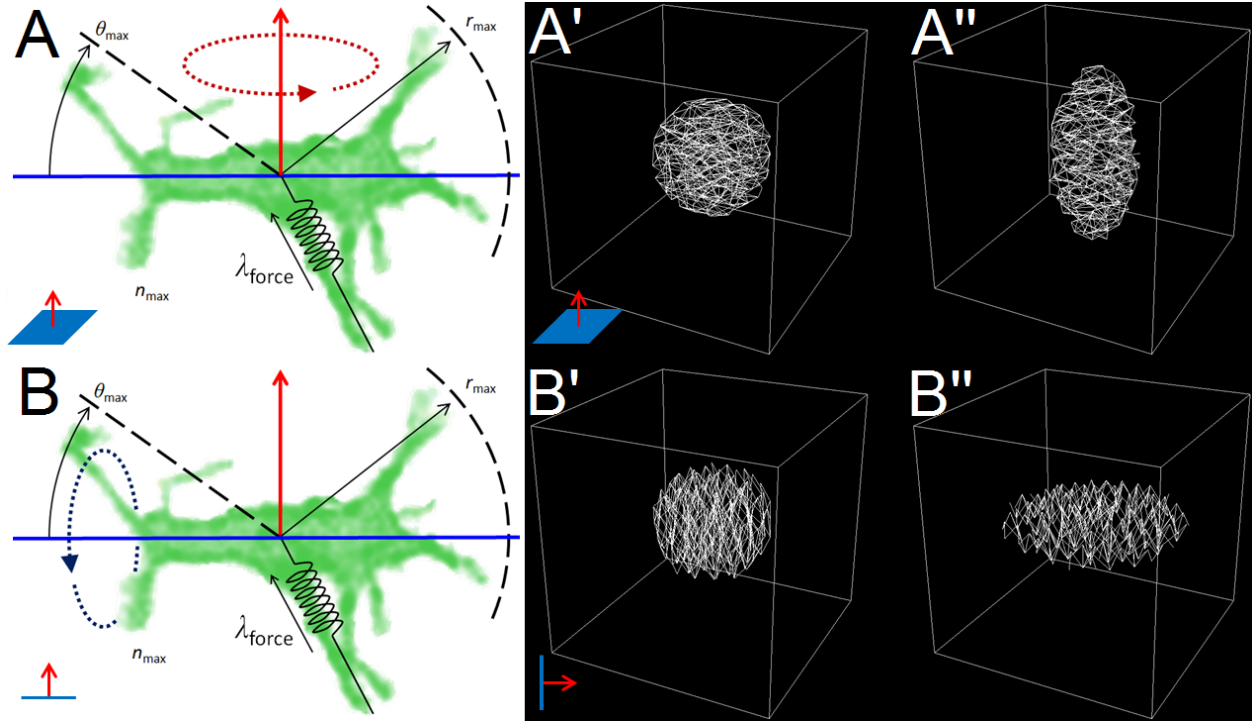 A
θmax
rmax
λforce
nmax
A'
A''
B
θmax
rmax
λforce
nmax
B'
B''